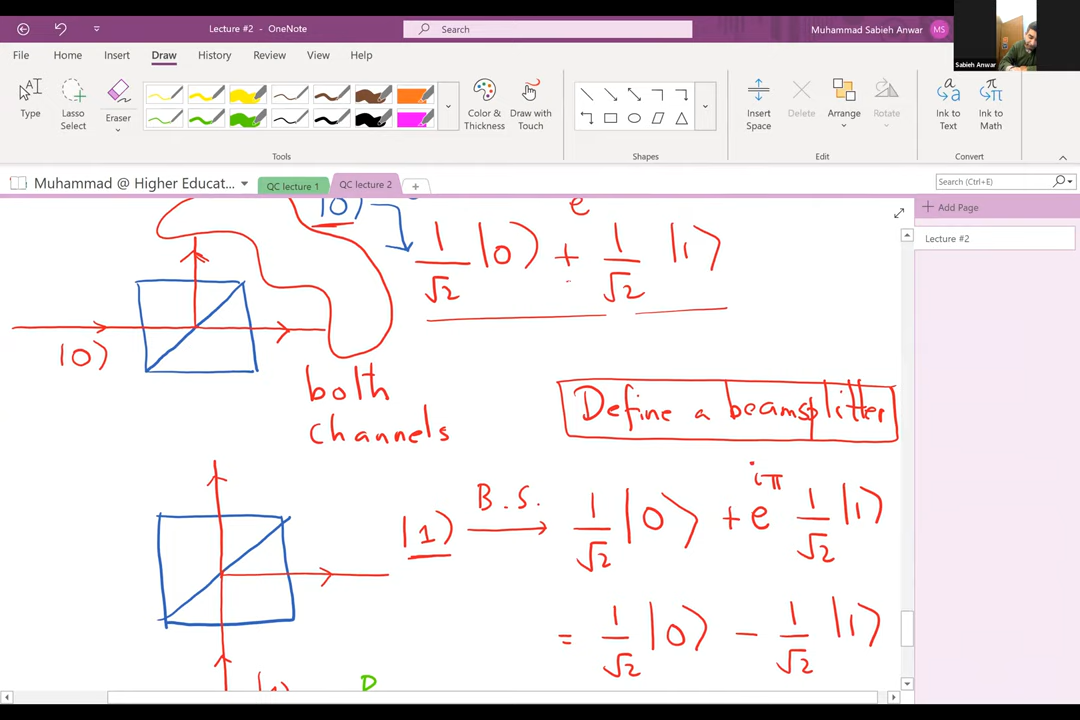 Lecture #2 - OneNote
Search
Muhammad Sabieh Anwar
MS
Sabieh Anwar
File Home Insert Draw History Review View Help
Type
Lasso Select
Eraser
Color & Thickness
Draw with Touch
Insert Space
Delete
Arrange
Rotate
Ink to Text
Ink to Math
Tools
Shapes
Edit
Convert
Muhammad @ Higher Educat...
QC lecture 1
QC lecture 2
Search (Ctrl+E)
Add Page
Lecture #2
|0⟩
e
1/√2 |0⟩ + 1/√2 |1⟩
|0⟩
both
channels
Define a beamsplitter
|1⟩ B.S. → 1/√2 |0⟩ + e^{iπ} 1/√2 |1⟩
= 1/√2 |0⟩ − 1/√2 |1⟩